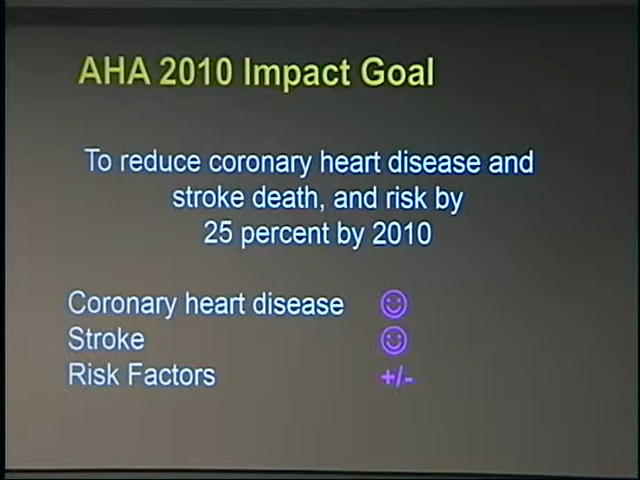 AHA 2010 Impact Goal
To reduce coronary heart disease and
stroke death, and risk by
25 percent by 2010
Coronary heart disease ☺
Stroke ☺
Risk Factors +/-